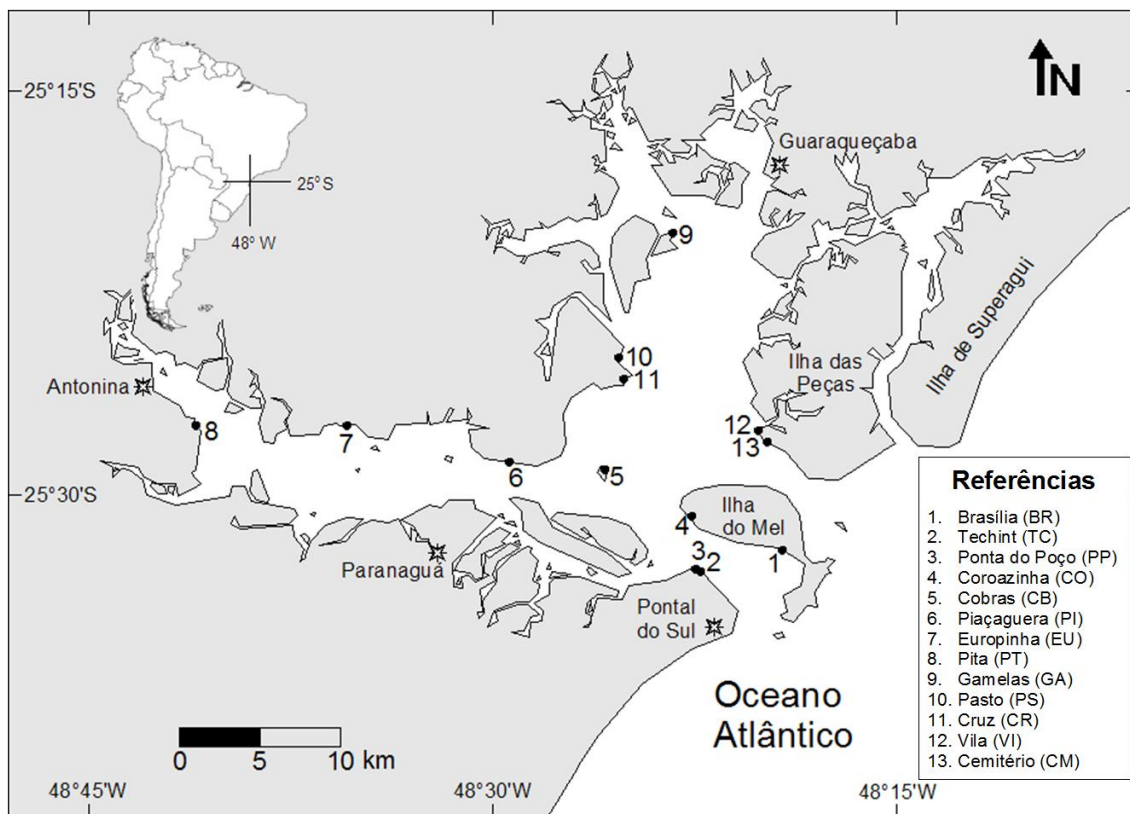 N
25°15'S
Guaraqueçaba
25° S
48° W
9
Ilha de Superagui
10
Ilha das
Peças
11
Antonina
8
7
12
13
6
5
25°30'S
Referências
1. Brasília (BR)
2. Techint (TC)
3. Ponta do Poço (PP)
4. Coroazinha (CO)
5. Cobras (CB)
6. Piaçaguera (PI)
7. Europinha (EU)
8. Pita (PT)
9. Gamelas (GA)
10. Pasto (PS)
11. Cruz (CR)
12. Vila (VI)
13. Cemitério (CM)
Ilha
do Mel
4
1
3
2
Paranaguá
Pontal
do Sul
Oceano
Atlântico
0 5 10 km
48°45'W
48°30'W
48°15'W